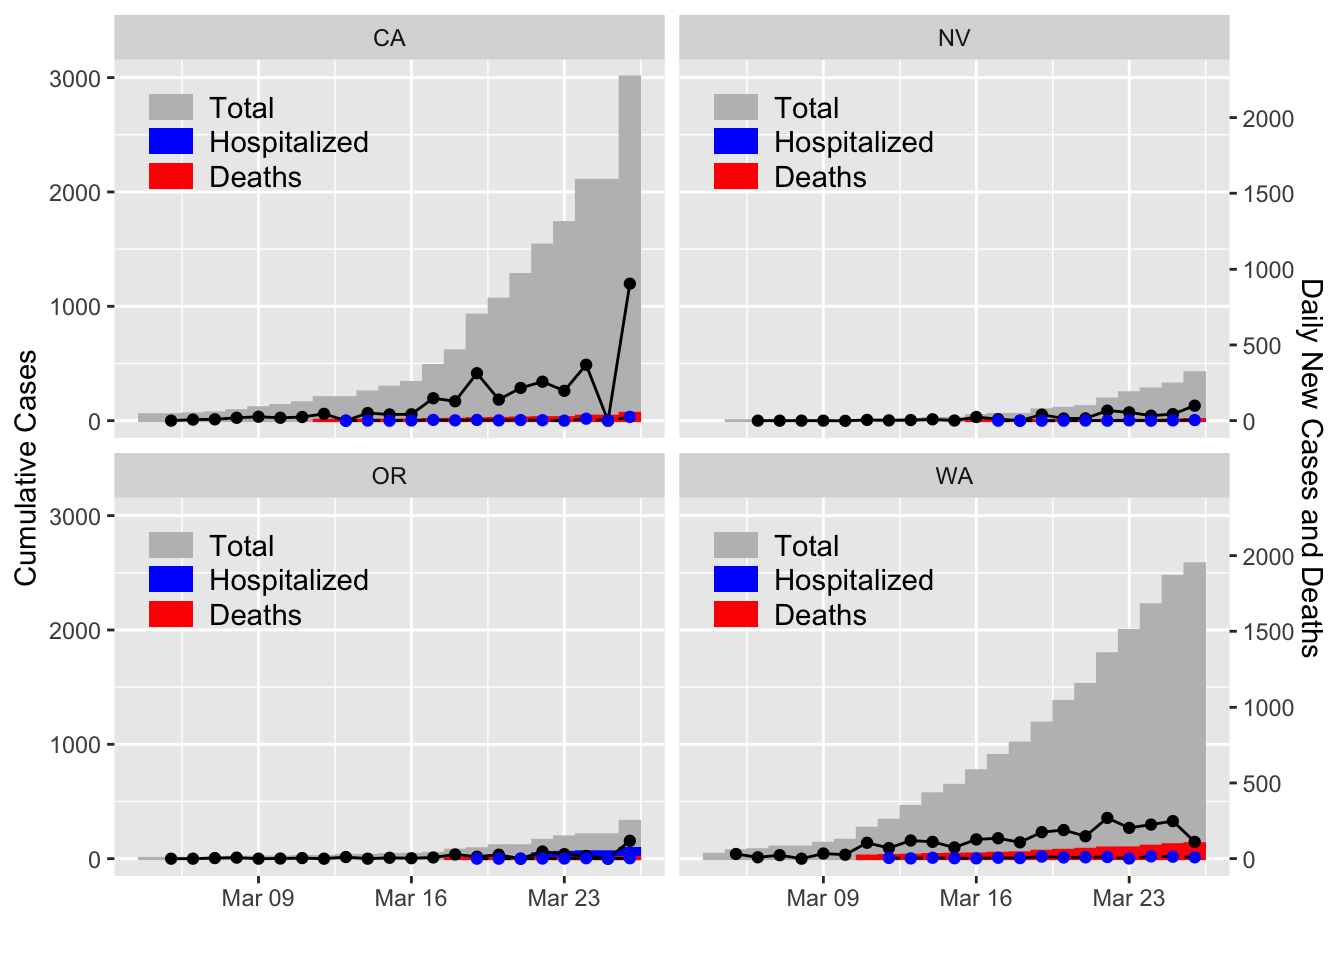 CA
NV
3000
2000
1000
0
Total
Hospitalized
Deaths
Total
Hospitalized
Deaths
2000
1500
1000
500
0
Cumulative Cases
Daily New Cases and Deaths
OR
WA
3000
2000
1000
0
Total
Hospitalized
Deaths
Total
Hospitalized
Deaths
2000
1500
1000
500
0
Mar 09
Mar 16
Mar 23
Mar 09
Mar 16
Mar 23